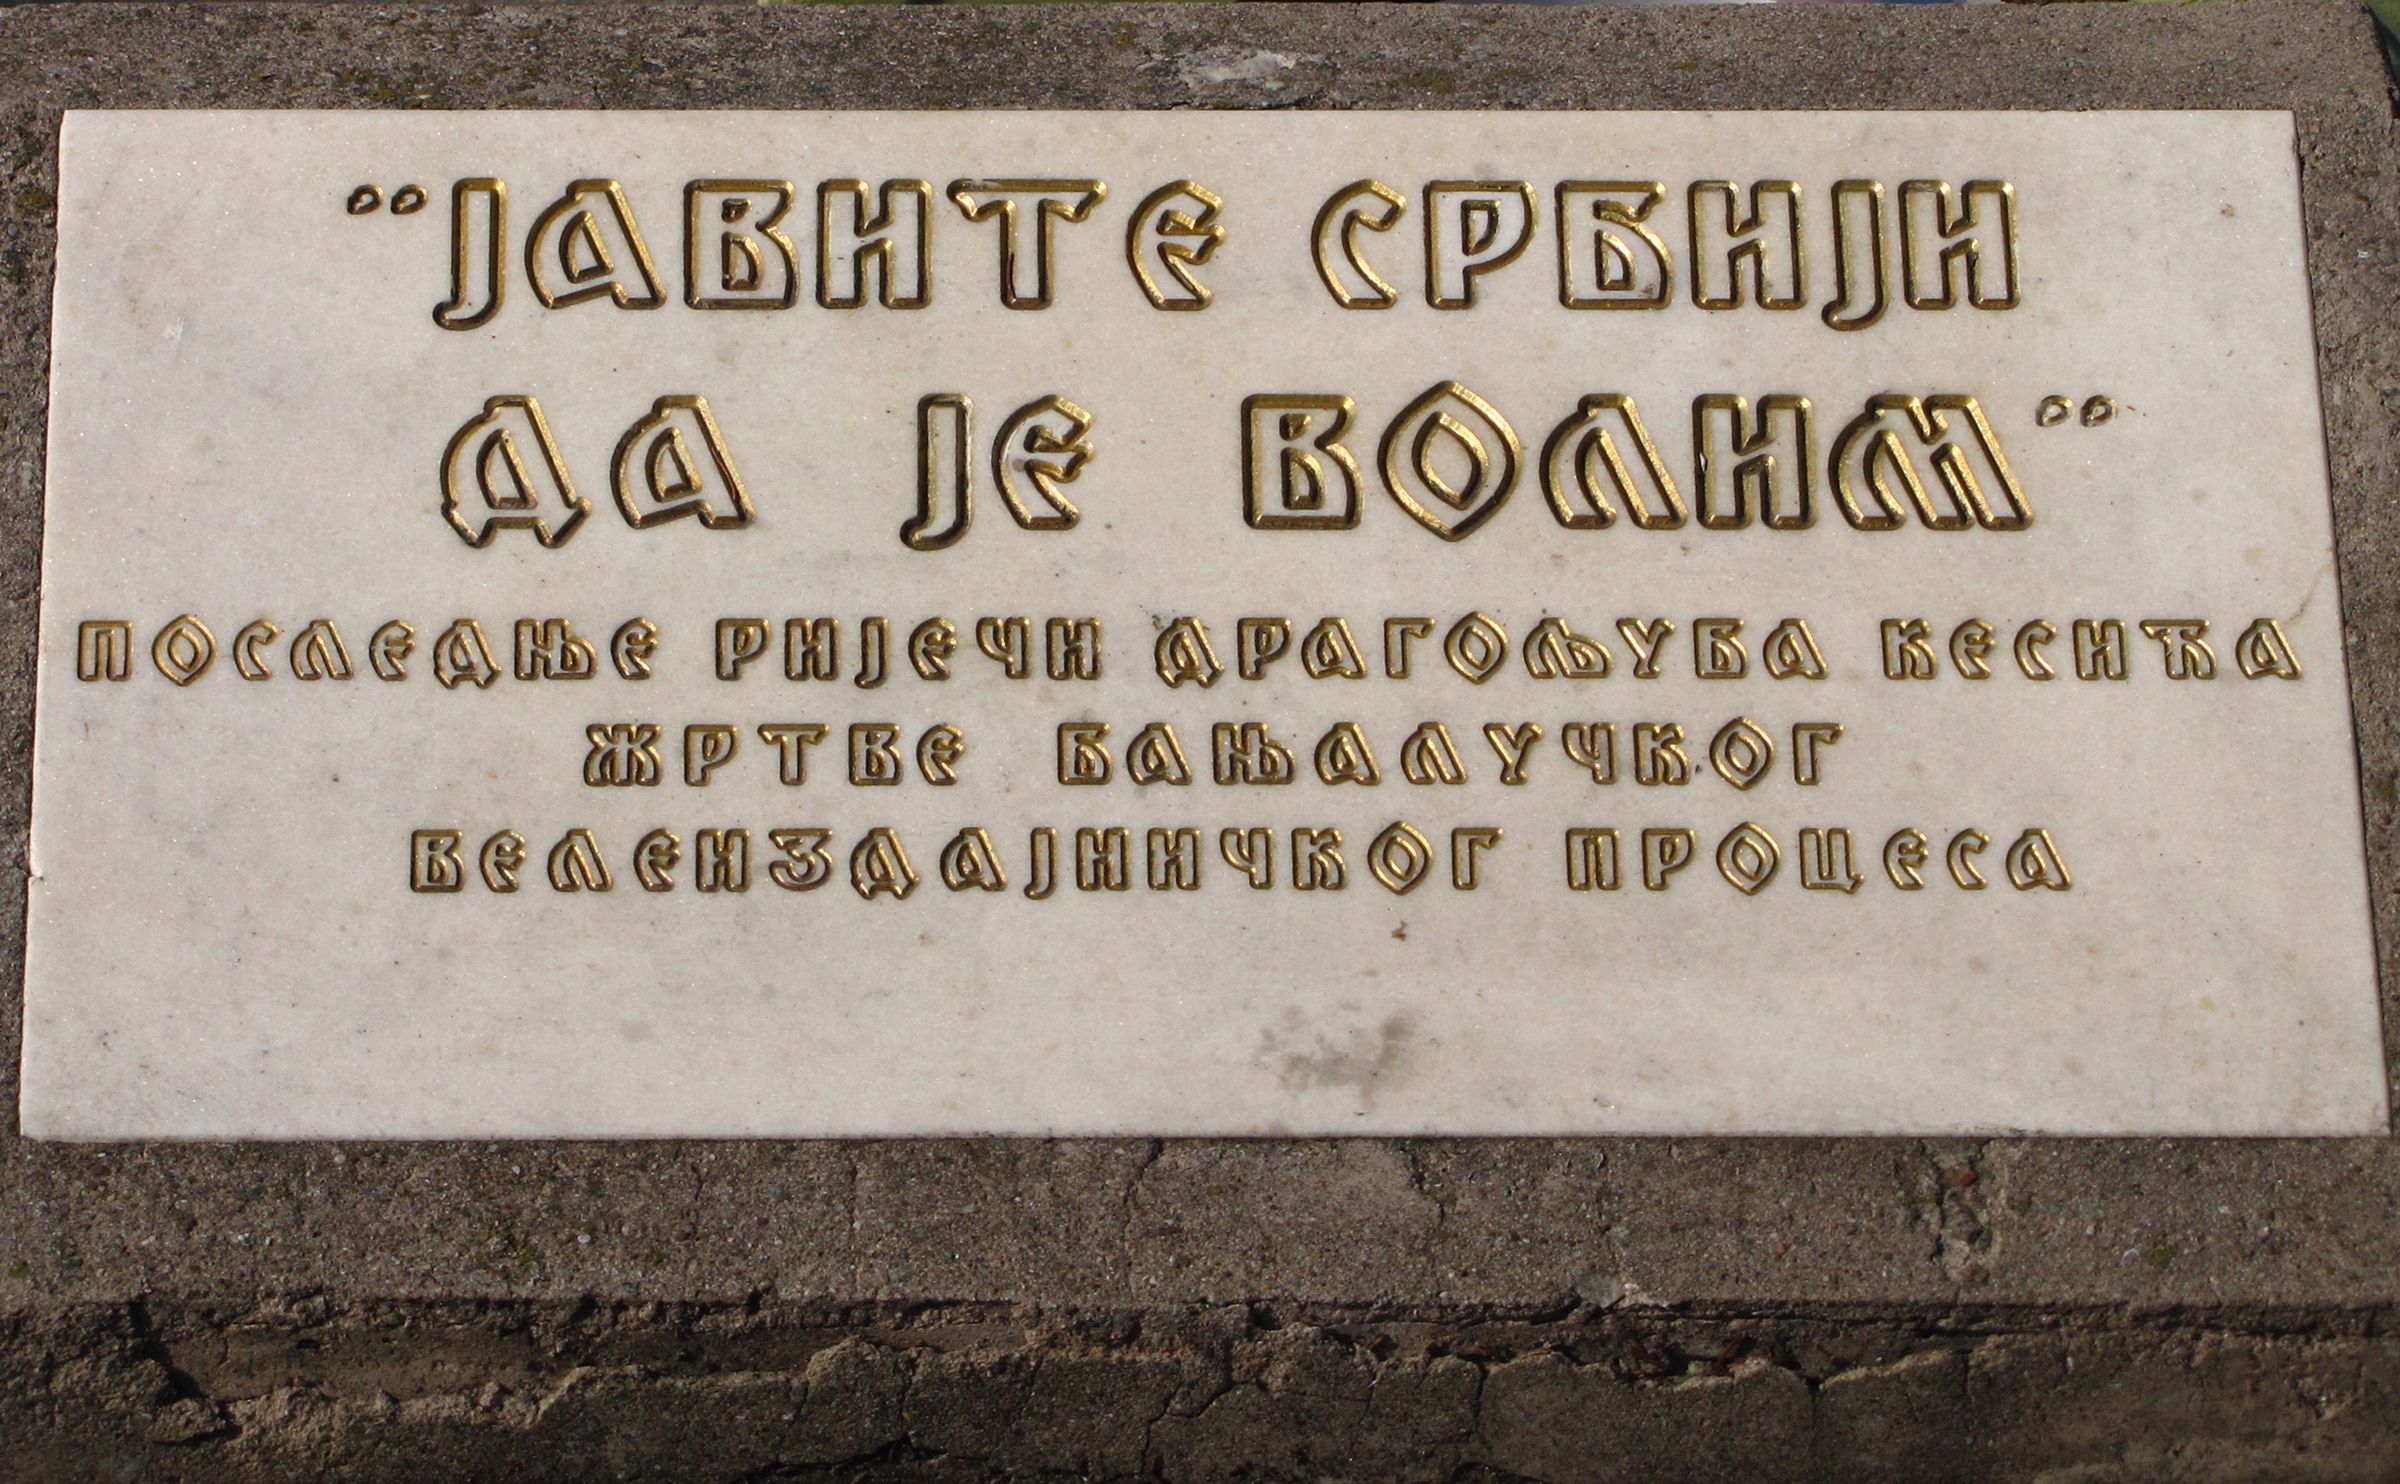 "ЈАВИТЕ СРБИЈИ
ДА ЈЕ ВОЛИМ"
ПОСЛЕДЊЕ РИЈЕЧИ ДРАГОЉУБА КЕСИЋА
ЖРТВЕ БАЊАЛУЧКОГ
ВЕЛЕИЗДАЈНИЧКОГ ПРОЦЕСА